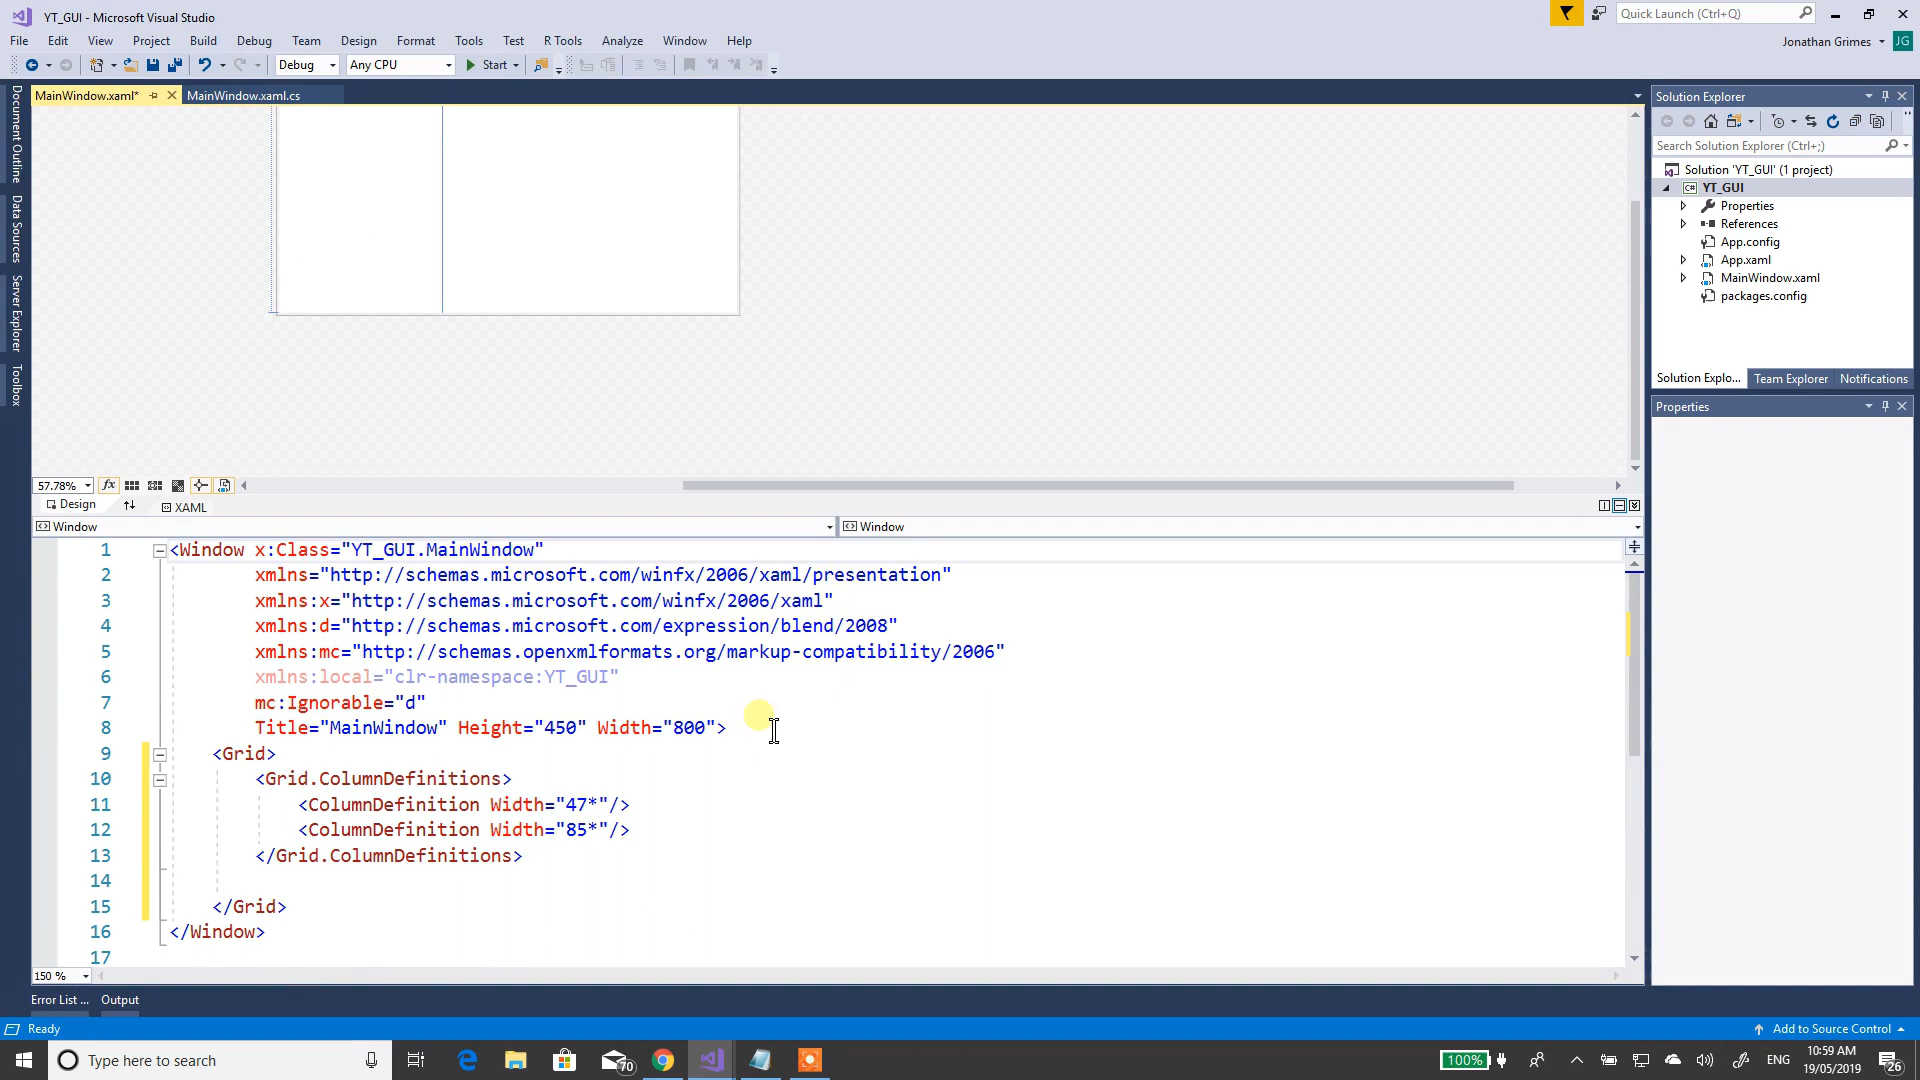 YT_GUI - Microsoft Visual Studio
Quick Launch (Ctrl+Q)
File Edit View Project Build Debug Team Design Format Tools Test R Tools Analyze Window Help
Jonathan Grimes JG
Debug Any CPU Start
MainWindow.xaml* MainWindow.xaml.cs
Document Outline
Data Sources
Server Explorer
Toolbox
Solution Explorer
Search Solution Explorer (Ctrl+;)
Solution 'YT_GUI' (1 project)
C# YT_GUI
Properties
References
App.config
App.xaml
MainWindow.xaml
packages.config
Solution Explo... Team Explorer Notifications
Properties
57.78% fx
Design XAML
Window Window
1 <Window x:Class="YT_GUI.MainWindow"
2 xmlns="http://schemas.microsoft.com/winfx/2006/xaml/presentation"
3 xmlns:x="http://schemas.microsoft.com/winfx/2006/xaml"
4 xmlns:d="http://schemas.microsoft.com/expression/blend/2008"
5 xmlns:mc="http://schemas.openxmlformats.org/markup-compatibility/2006"
6 xmlns:local="clr-namespace:YT_GUI"
7 mc:Ignorable="d"
8 Title="MainWindow" Height="450" Width="800">
9 <Grid>
10 <Grid.ColumnDefinitions>
11 <ColumnDefinition Width="47*"/>
12 <ColumnDefinition Width="85*"/>
13 </Grid.ColumnDefinitions>
14
15 </Grid>
16 </Window>
17
150 %
Error List ... Output
Ready
Add to Source Control
Type here to search
70
100%
ENG
10:59 AM
19/05/2019
26